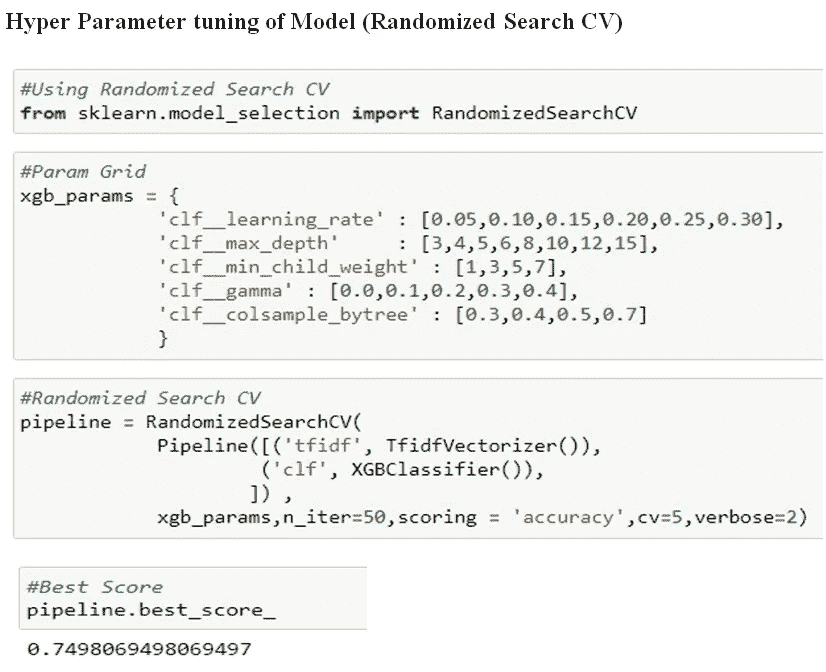 Hyper Parameter tuning of Model (Randomized Search CV)
#Using Randomized Search CV
from sklearn.model_selection import RandomizedSearchCV
#Param Grid
xgb_params = {
'clf__learning_rate' : [0.05,0.10,0.15,0.20,0.25,0.30],
'clf__max_depth' : [3,4,5,6,8,10,12,15],
'clf__min_child_weight' : [1,3,5,7],
'clf__gamma' : [0.0,0.1,0.2,0.3,0.4],
'clf__colsample_bytree' : [0.3,0.4,0.5,0.7]
}
#Randomized Search CV
pipeline = RandomizedSearchCV(
Pipeline([('tfidf', TfidfVectorizer()),
('clf', XGBClassifier()),
]) ,
xgb_params,n_iter=50,scoring = 'accuracy',cv=5,verbose=2)
#Best Score
pipeline.best_score_
0.7498069498069497